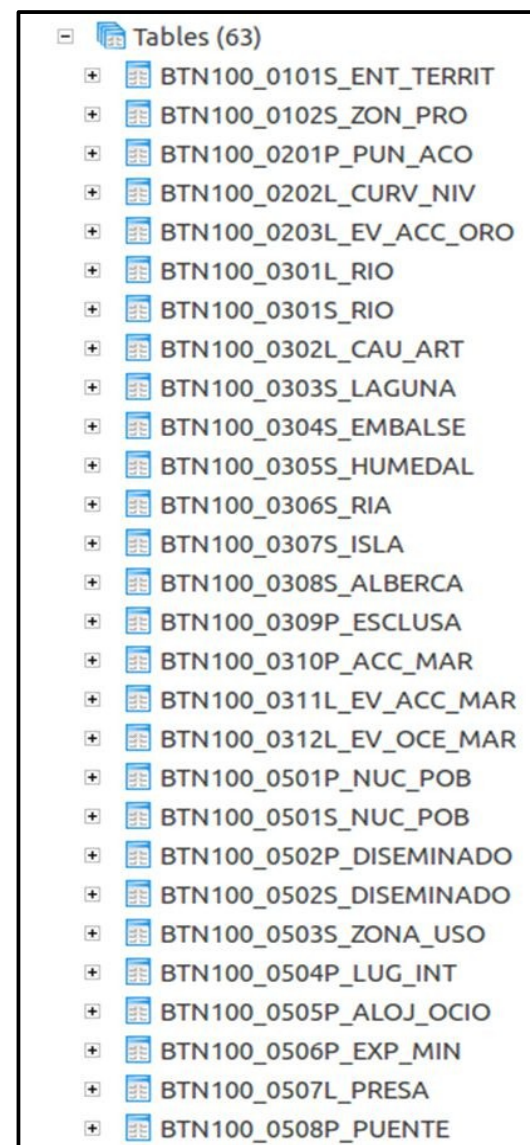 Tables (63)
BTN100_0101S_ENT_TERRIT
BTN100_0102S_ZON_PRO
BTN100_0201P_PUN_ACO
BTN100_0202L_CURV_NIV
BTN100_0203L_EV_ACC_ORO
BTN100_0301L_RIO
BTN100_0301S_RIO
BTN100_0302L_CAU_ART
BTN100_0303S_LAGUNA
BTN100_0304S_EMBALSE
BTN100_0305S_HUMEDAL
BTN100_0306S_RIA
BTN100_0307S_ISLA
BTN100_0308S_ALBERCA
BTN100_0309P_ESCLUSA
BTN100_0310P_ACC_MAR
BTN100_0311L_EV_ACC_MAR
BTN100_0312L_EV_OCE_MAR
BTN100_0501P_NUC_POB
BTN100_0501S_NUC_POB
BTN100_0502P_DISEMINADO
BTN100_0502S_DISEMINADO
BTN100_0503S_ZONA_USO
BTN100_0504P_LUG_INT
BTN100_0505P_ALOJ_OCIO
BTN100_0506P_EXP_MIN
BTN100_0507L_PRESA
BTN100_0508P_PUENTE